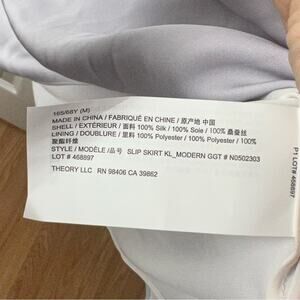 165/68Y (M)
MADE IN CHINA / FABRIQUÉ EN CHINE / 原产地 中国
SHELL / EXTÉRIEUR / 面料 100% Silk / 100% Soie / 100% 桑蚕丝
LINING / DOUBLURE / 里料 100% Polyester / 100% Polyester / 100%
聚酯纤维
STYLE / MODÈLE /品号 SLIP SKIRT KL_MODERN GGT # N0502303
LOT # 468897
THEORY LLC RN 98406 CA 39862
P1 LOT#468897